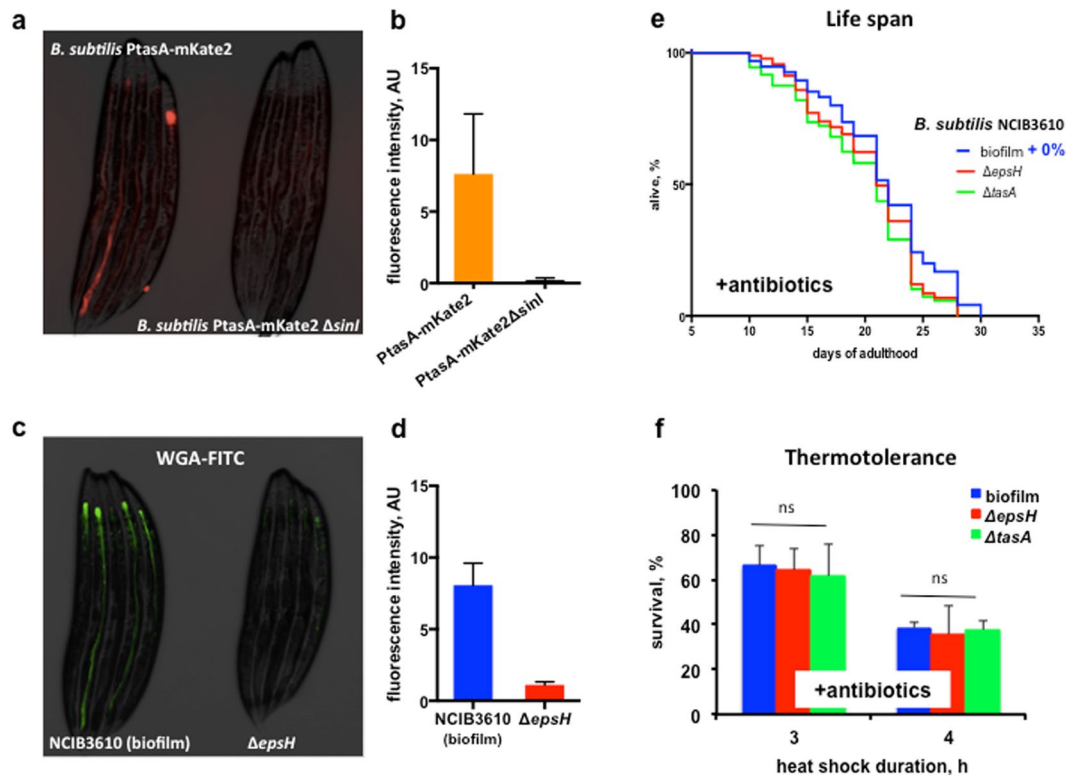 a
B. subtilis PtasA-mKate2
B. subtilis PtasA-mKate2 ΔsinI
b
fluorescence intensity, AU
15
10
5
0
PtasA-mKate2
PtasA-mKate2ΔsinI
c
WGA-FITC
NCIB3610 (biofilm)
ΔepsH
d
fluorescence intensity, AU
15
10
5
0
NCIB3610
(biofilm)
ΔepsH
e
Life span
alive, %
100
50
0
B. subtilis NCIB3610
biofilm + 0%
ΔepsH
ΔtasA
+antibiotics
5
10
15
20
25
30
35
days of adulthood
f
Thermotolerance
survival, %
100
80
60
40
20
0
biofilm
ΔepsH
ΔtasA
ns
ns
+antibiotics
3
4
heat shock duration, h